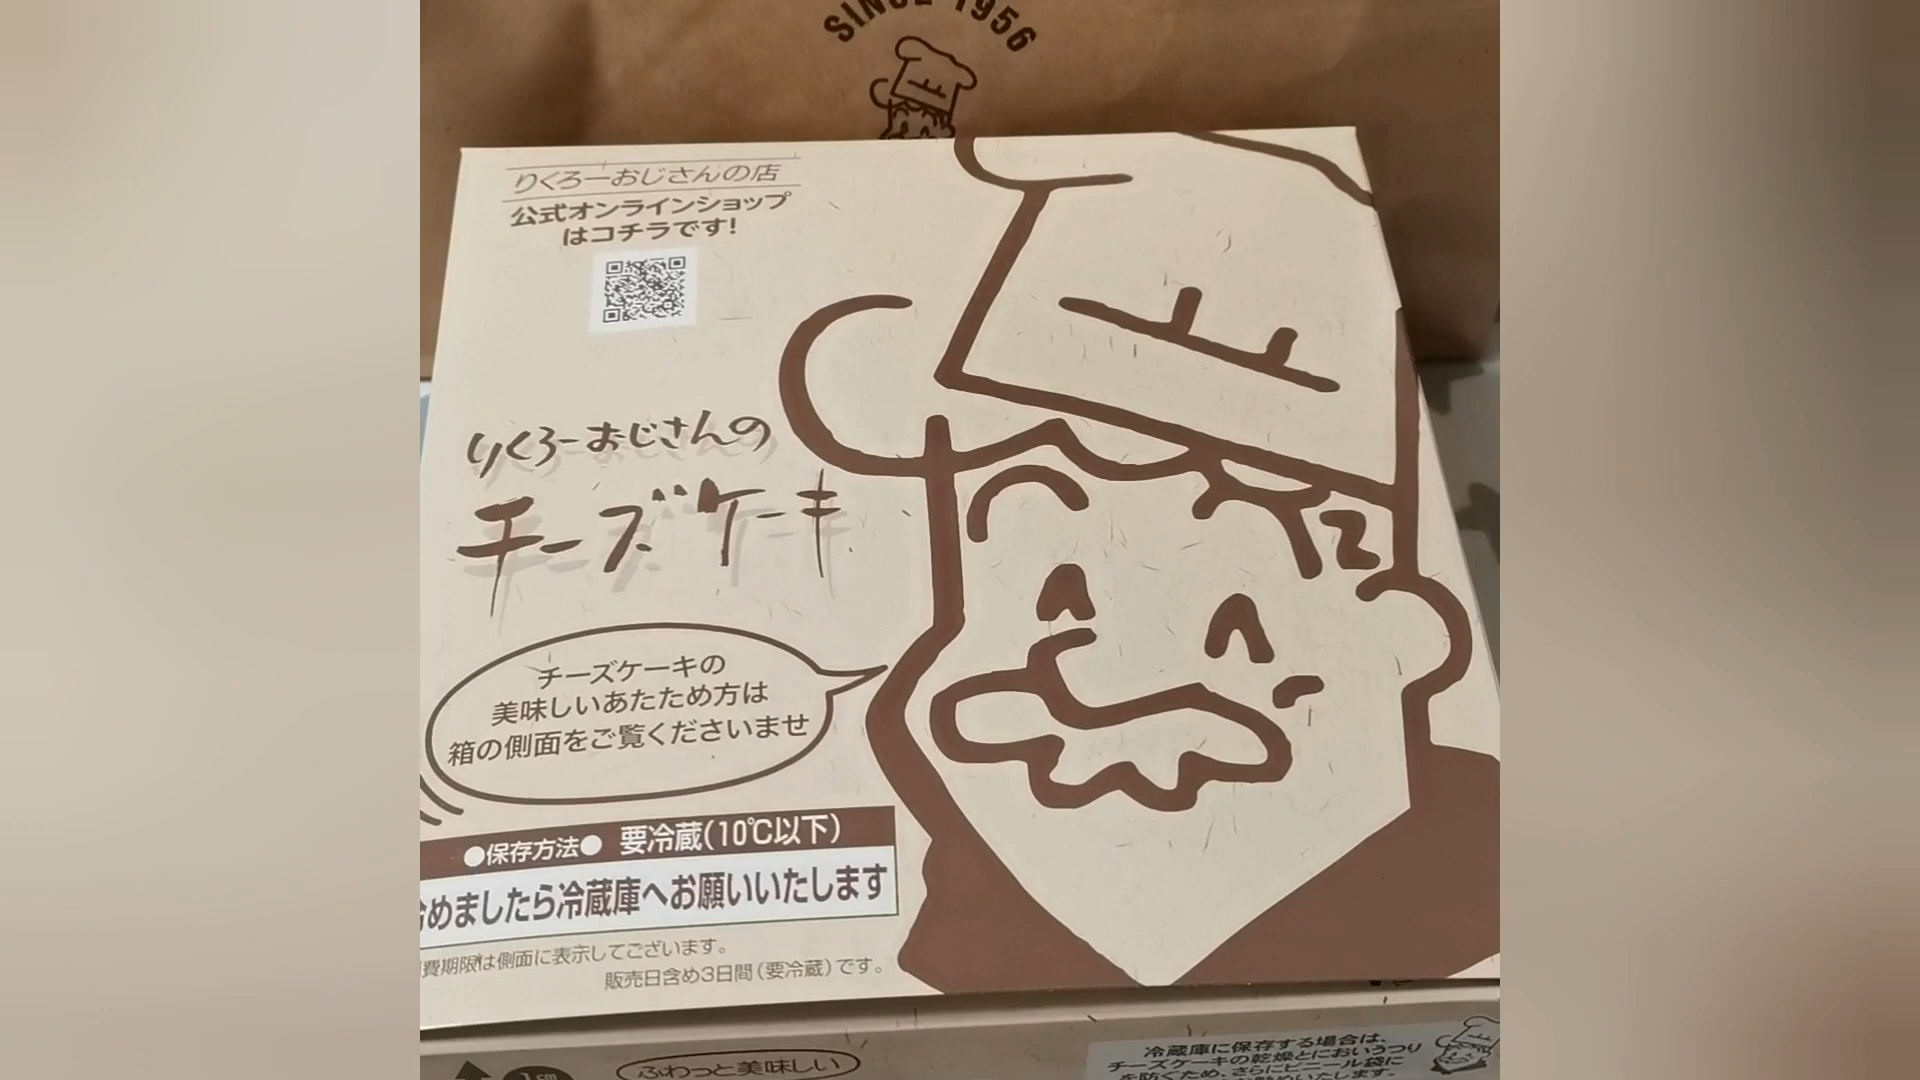 SINCE 1956
りくろーおじさんの店
公式オンラインショップ
はコチラです!
りくろーおじさんの
チーズケーキ
チーズケーキの
美味しいあたため方は
箱の側面をご覧くださいませ
●保存方法● 要冷蔵(10℃以下)
めましたら冷蔵庫へお願いいたします
費期限は側面に表示してございます。
販売日含め3日間(要冷蔵)です。
ふわっと美味しい
冷蔵庫に保存する場合は、
チーズケーキの乾燥とにおいうつり
を防ぐため、さらにビニール袋に